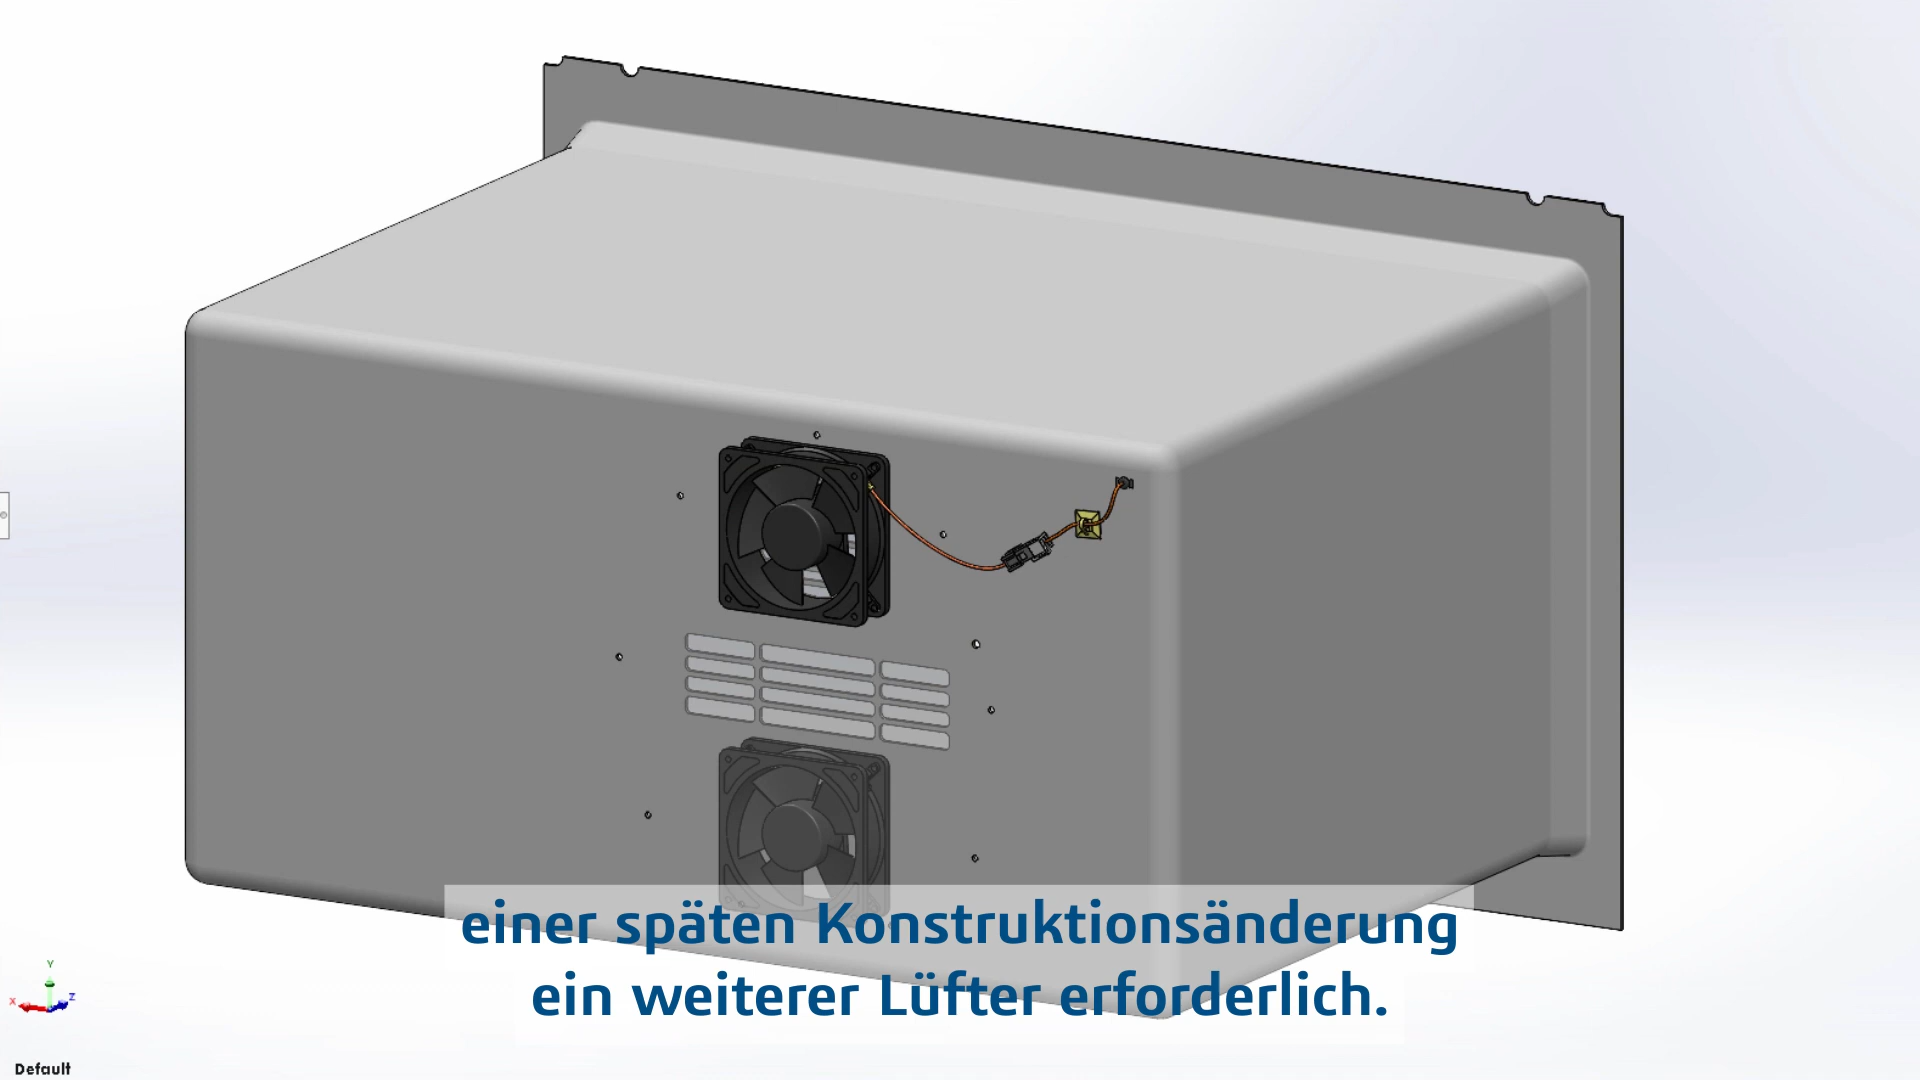 Y
X
Z
einer späten Konstruktionsänderung
ein weiterer Lüfter erforderlich.
Default